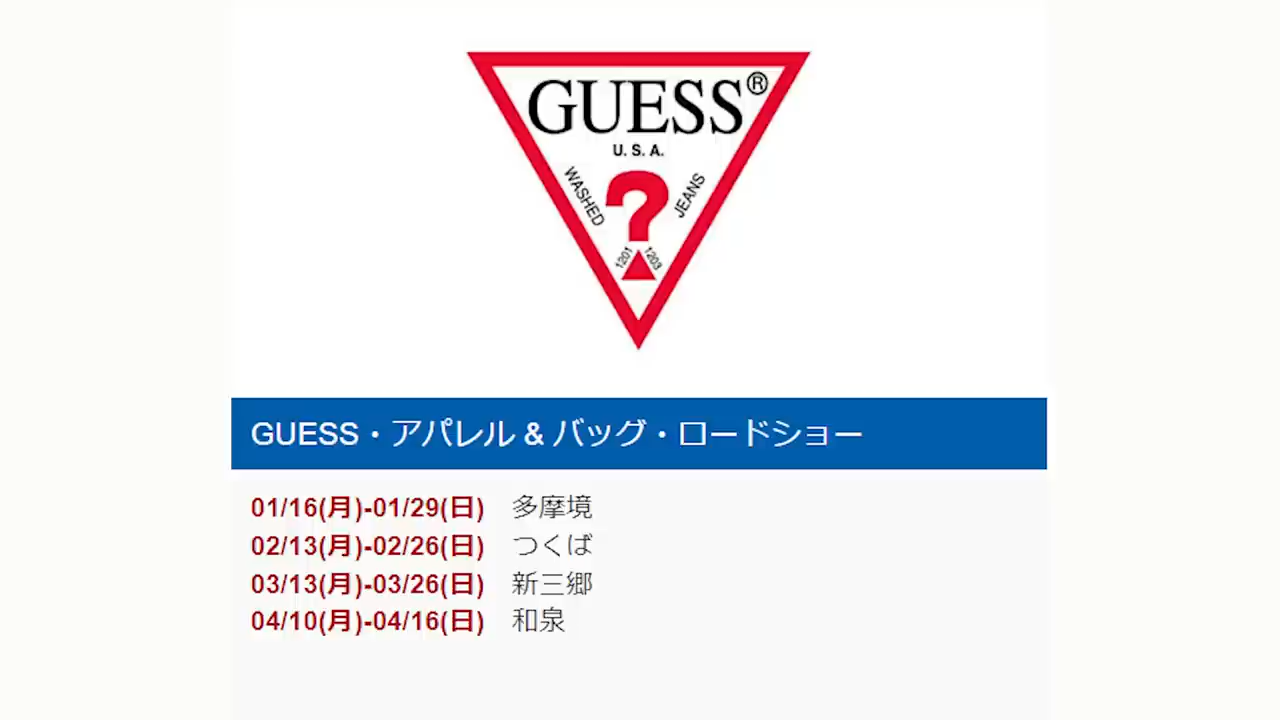 GUESS®
U. S. A.
WASHED
JEANS
?
1201
1203
GUESS・アパレル & バッグ・ロードショー
01/16(月)-01/29(日) 多摩境
02/13(月)-02/26(日) つくば
03/13(月)-03/26(日) 新三郷
04/10(月)-04/16(日) 和泉